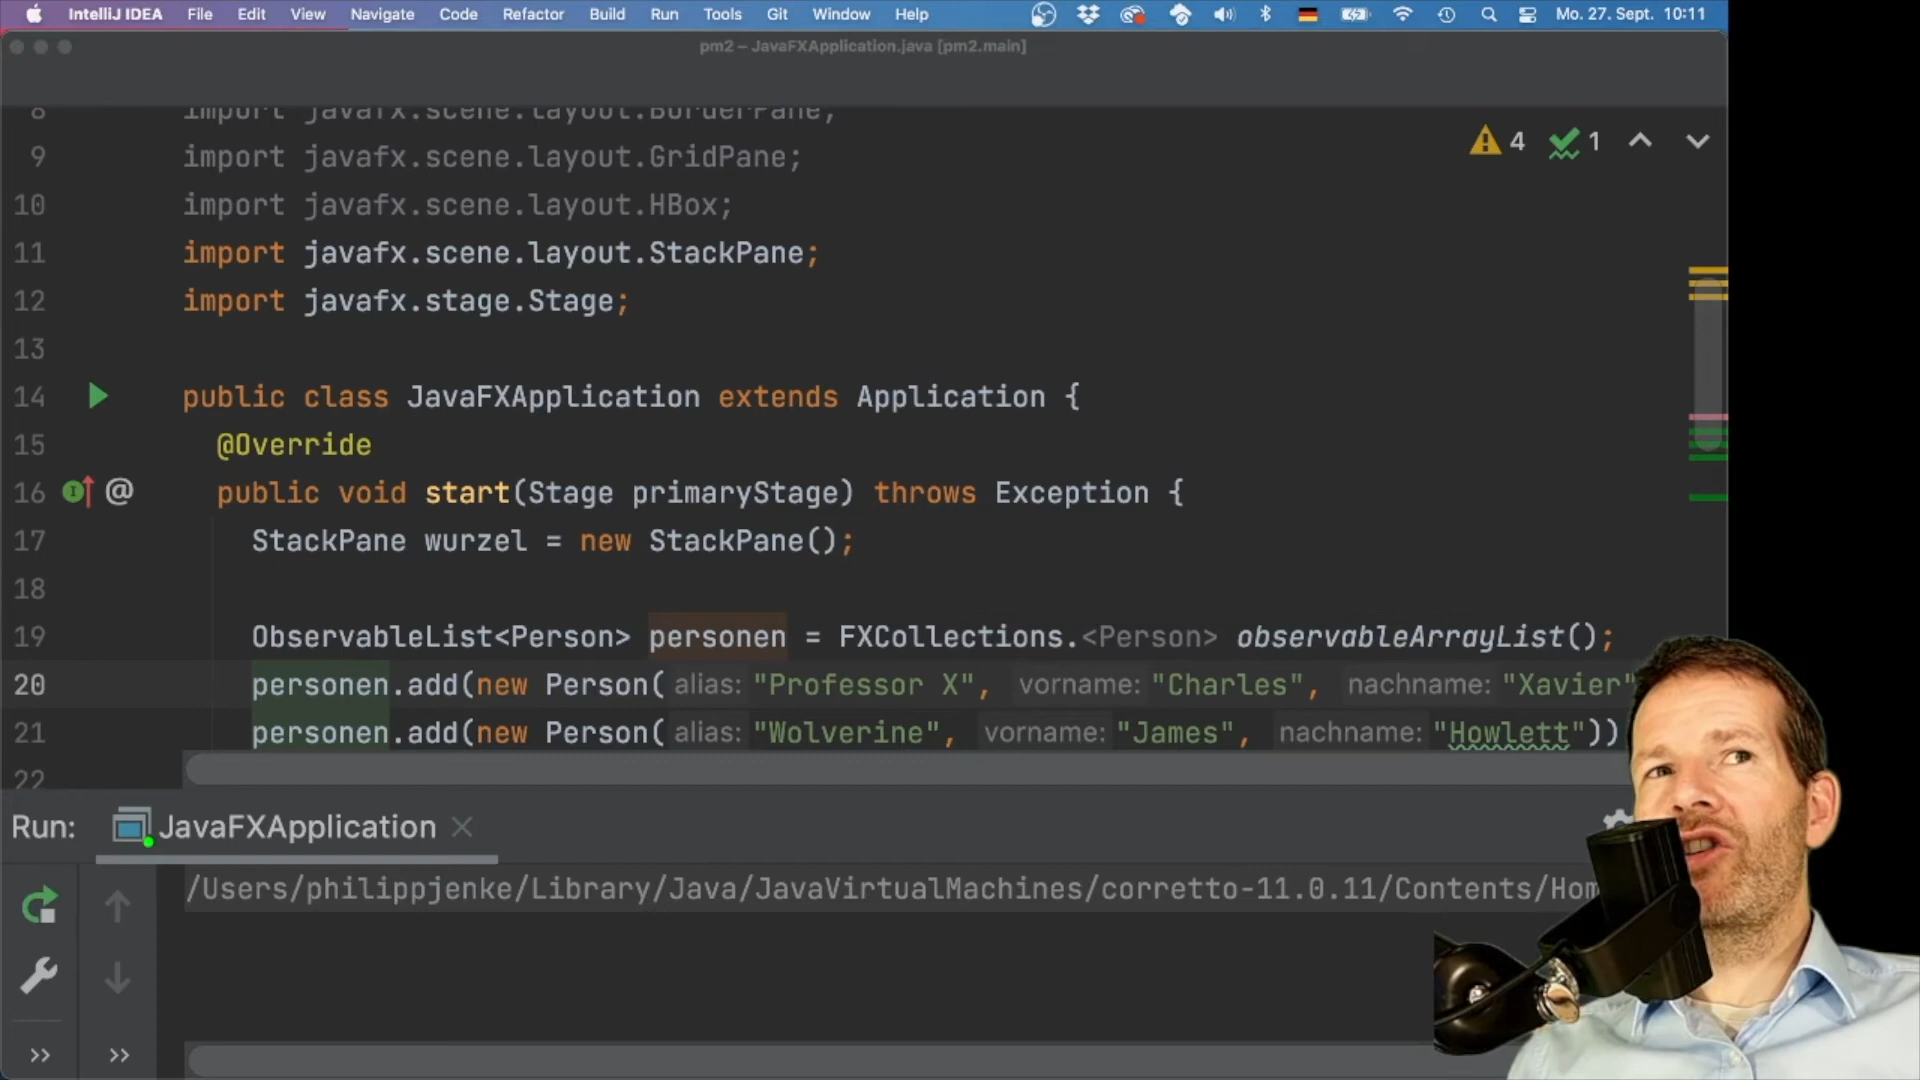 IntelliJ IDEA File Edit View Navigate Code Refactor Build Run Tools Git Window Help Mo. 27. Sept. 10:11
pm2 – JavaFXApplication.java [pm2.main]
8 import javafx.scene.layout.BorderPane;
4 1
9 import javafx.scene.layout.GridPane;
10 import javafx.scene.layout.HBox;
11 import javafx.scene.layout.StackPane;
12 import javafx.stage.Stage;
13
14 public class JavaFXApplication extends Application {
15 @Override
16 @ public void start(Stage primaryStage) throws Exception {
17 StackPane wurzel = new StackPane();
18
19 ObservableList<Person> personen = FXCollections.<Person> observableArrayList();
20 personen.add(new Person( alias: "Professor X", vorname: "Charles", nachname: "Xavier"
21 personen.add(new Person( alias: "Wolverine", vorname: "James", nachname: "Howlett"))
22
Run: JavaFXApplication
/Users/philippjenke/Library/Java/JavaVirtualMachines/corretto-11.0.11/Contents/Hom